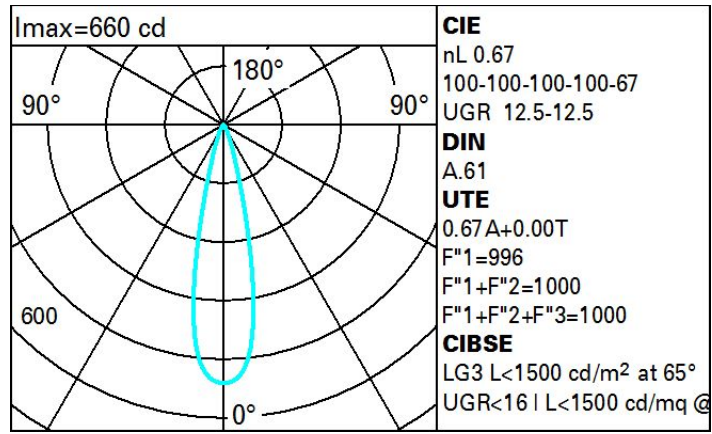 Imax=660 cd
180°
90°
90°
600
0°
CIE
nL 0.67
100-100-100-100-67
UGR 12.5-12.5
DIN
A.61
UTE
0.67A+0.00T
F"1=996
F"1+F"2=1000
F"1+F"2+F"3=1000
CIBSE
LG3 L<1500 cd/m² at 65°
UGR<16 | L<1500 cd/mq @